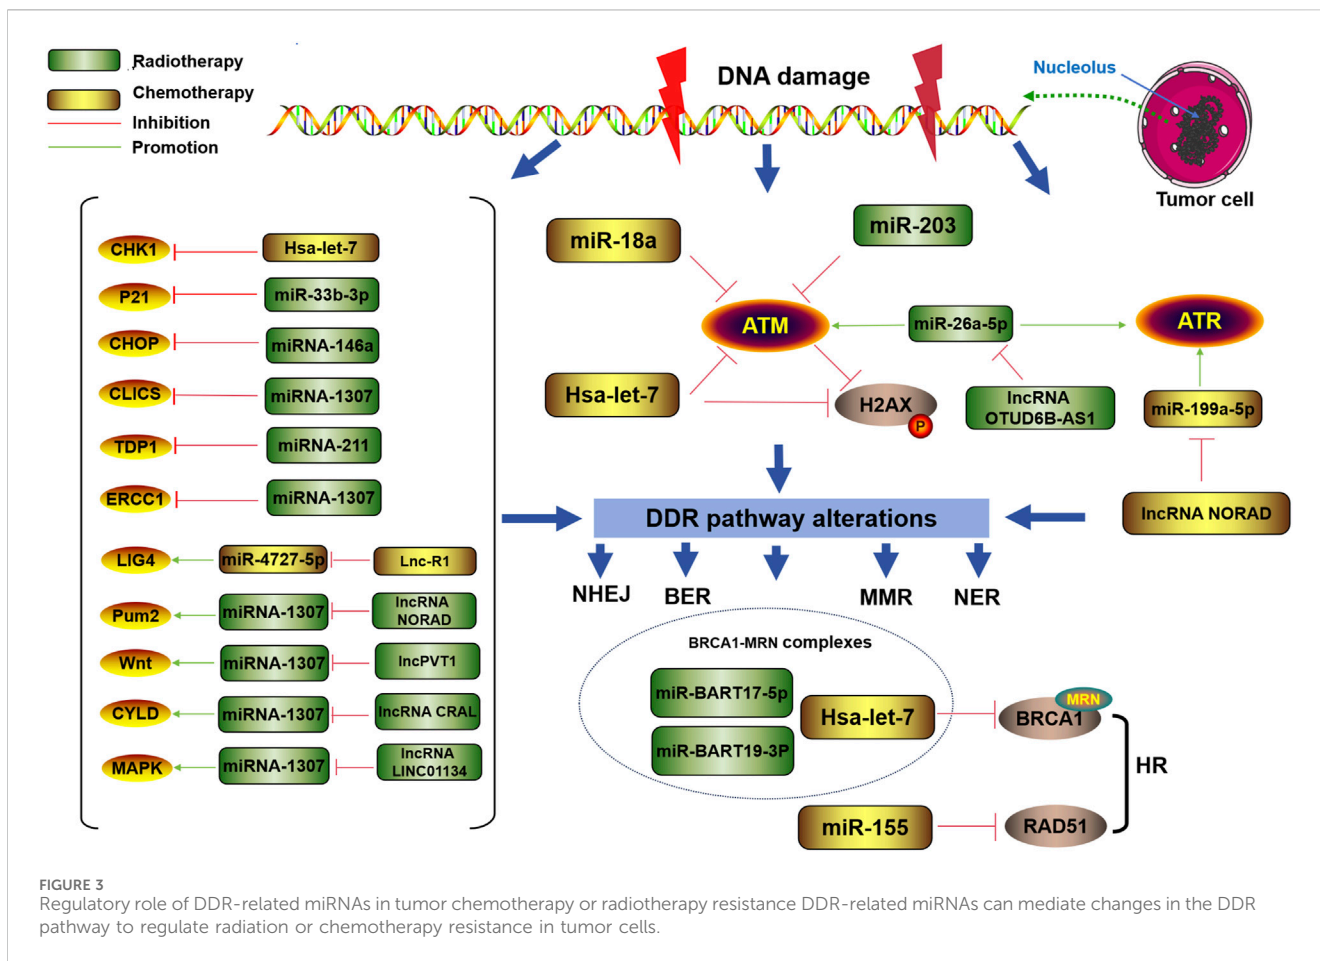 Radiotherapy
Chemotherapy
Inhibition
Promotion
DNA damage
Nucleolus
Tumor cell
CHK1
Hsa-let-7
P21
miR-33b-3p
CHOP
miRNA-146a
CLICS
miRNA-1307
TDP1
miRNA-211
ERCC1
miRNA-1307
LIG4
miR-4727-5p
Lnc-R1
Pum2
miRNA-1307
lncRNA
NORAD
Wnt
miRNA-1307
lncPVT1
CYLD
miRNA-1307
lncRNA CRAL
MAPK
miRNA-1307
lncRNA
LINC01134
miR-18a
miR-203
ATM
miR-26a-5p
ATR
Hsa-let-7
H2AX
P
lncRNA
OTUD6B-AS1
miR-199a-5p
lncRNA NORAD
DDR pathway alterations
NHEJ
BER
MMR
NER
BRCA1-MRN complexes
miR-BART17-5p
miR-BART19-3P
Hsa-let-7
MRN
BRCA1
HR
miR-155
RAD51
FIGURE 3
Regulatory role of DDR-related miRNAs in tumor chemotherapy or radiotherapy resistance DDR-related miRNAs can mediate changes in the DDR
pathway to regulate radiation or chemotherapy resistance in tumor cells.